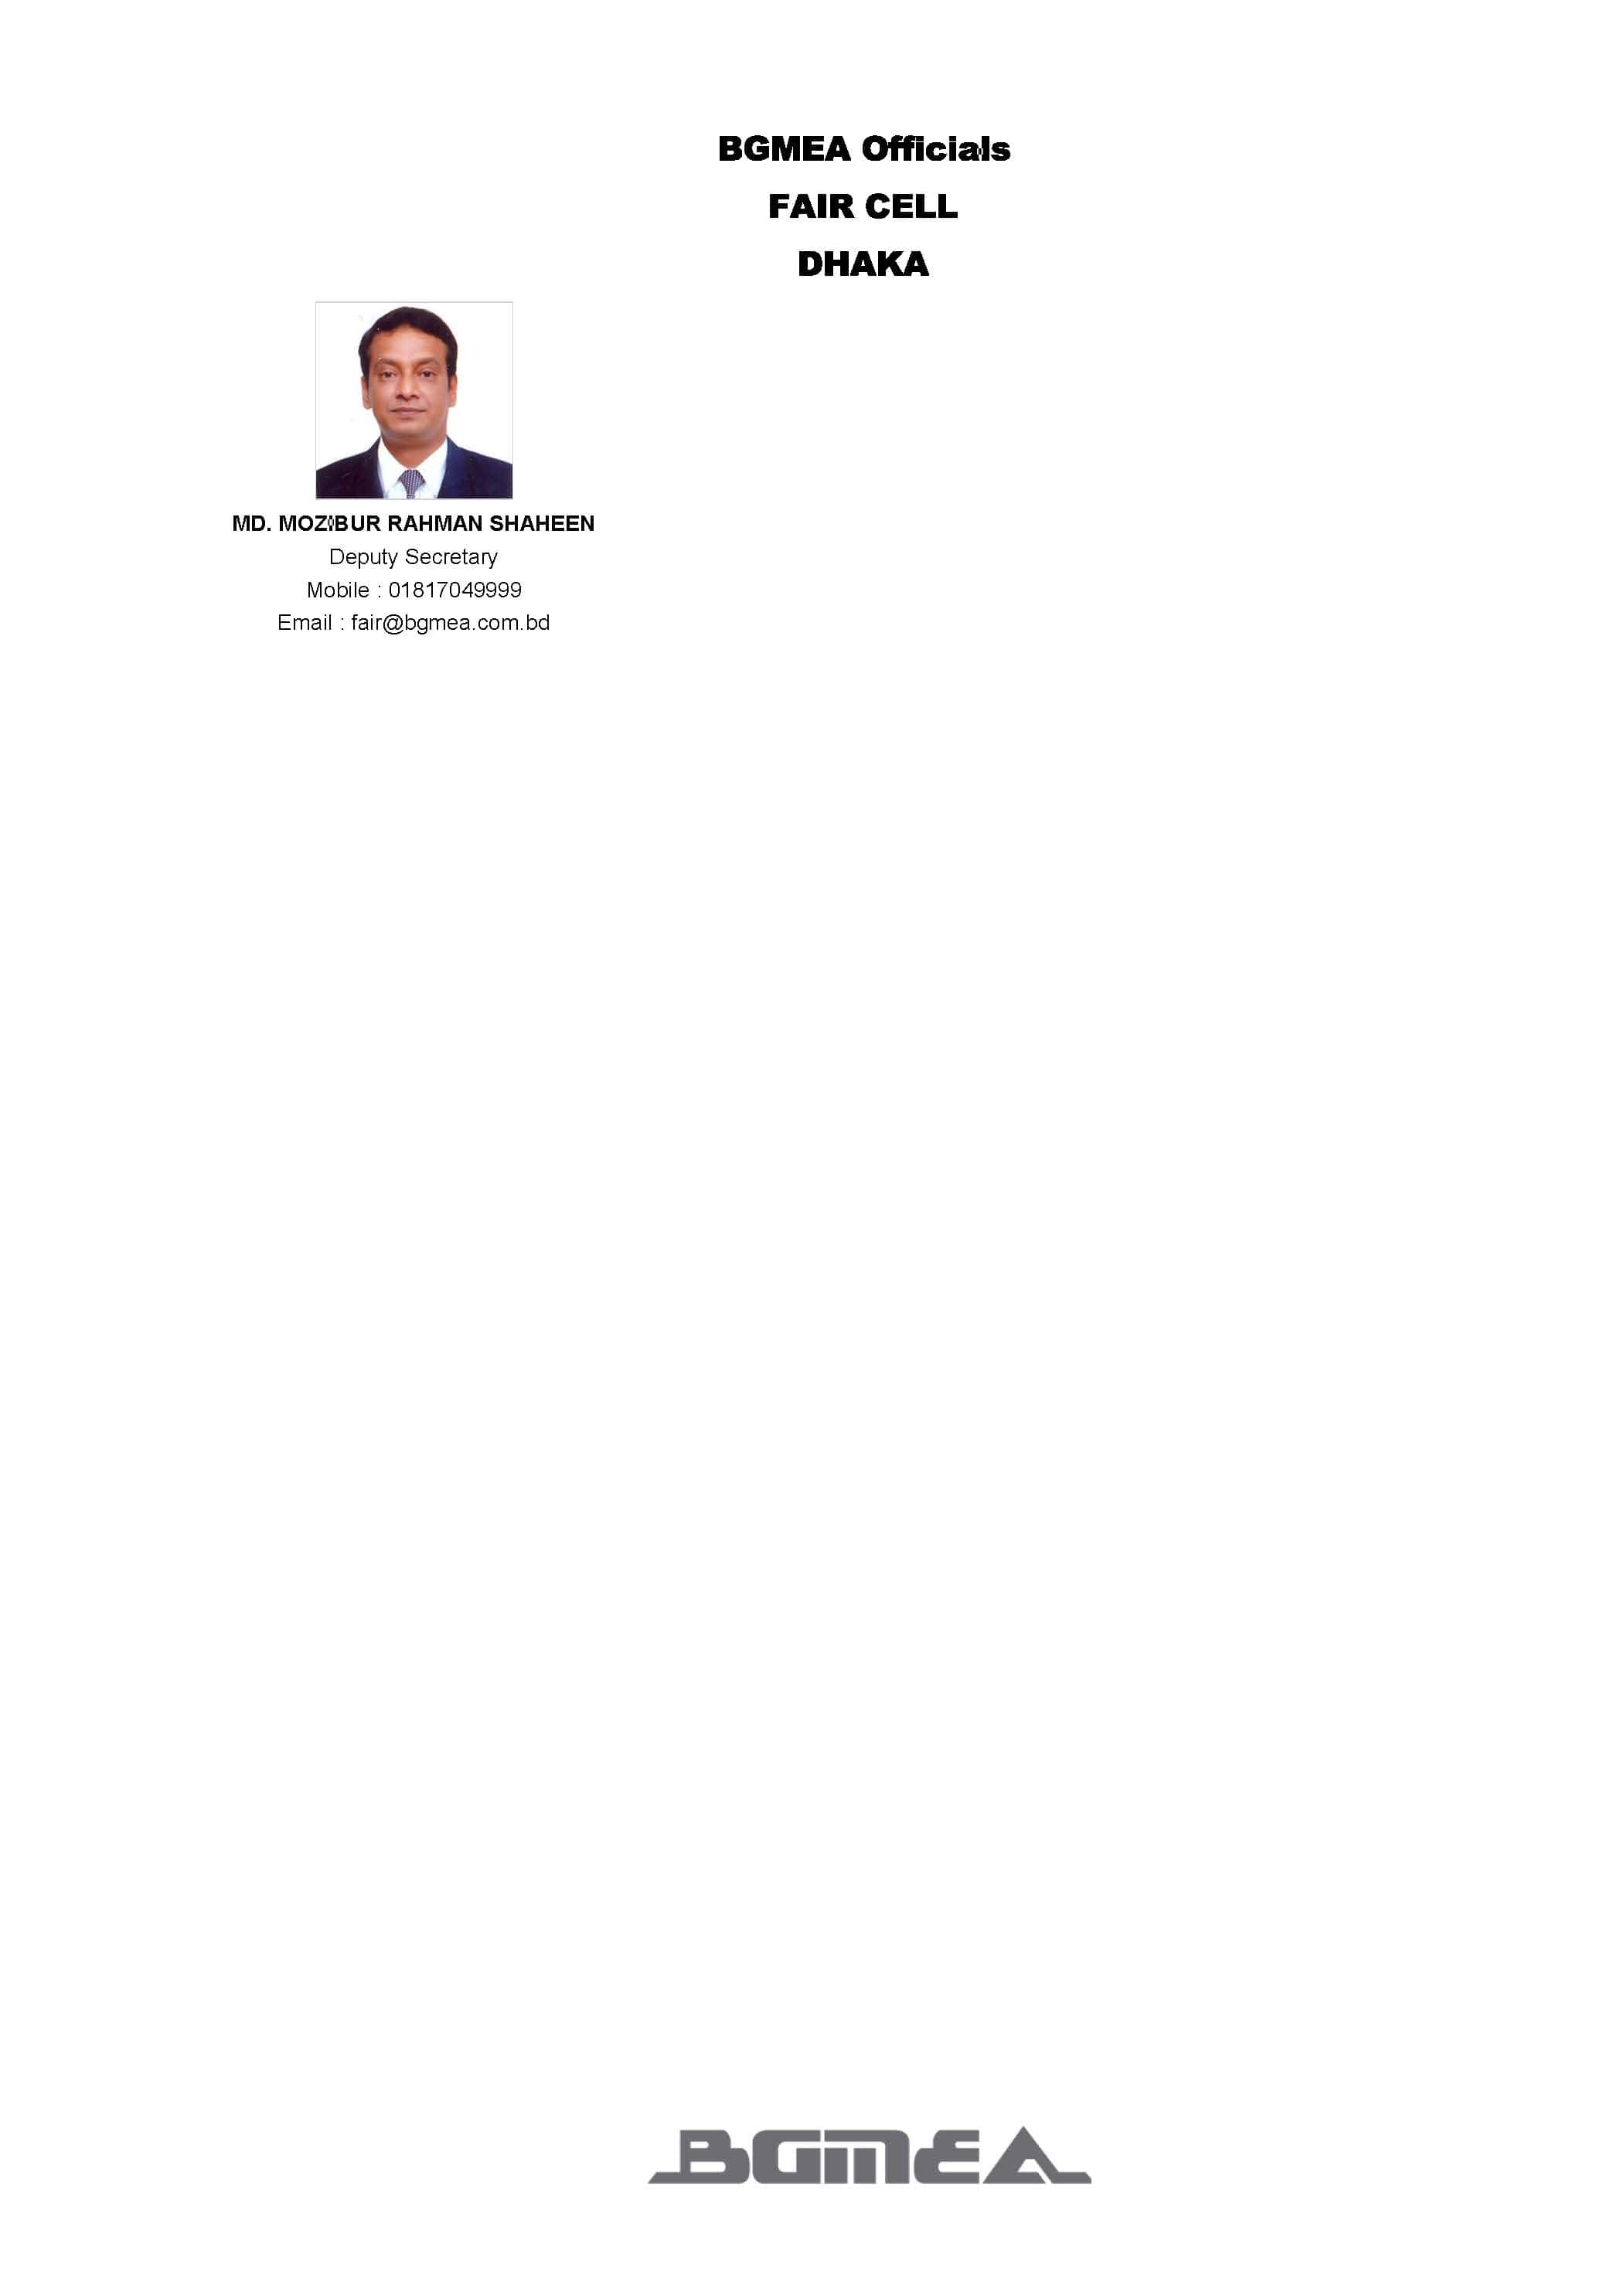 BGMEA Officials
FAIR CELL
DHAKA
MD. MOZIBUR RAHMAN SHAHEEN
Deputy Secretary
Mobile : 01817049999
Email : fair@bgmea.com.bd
BGMEA